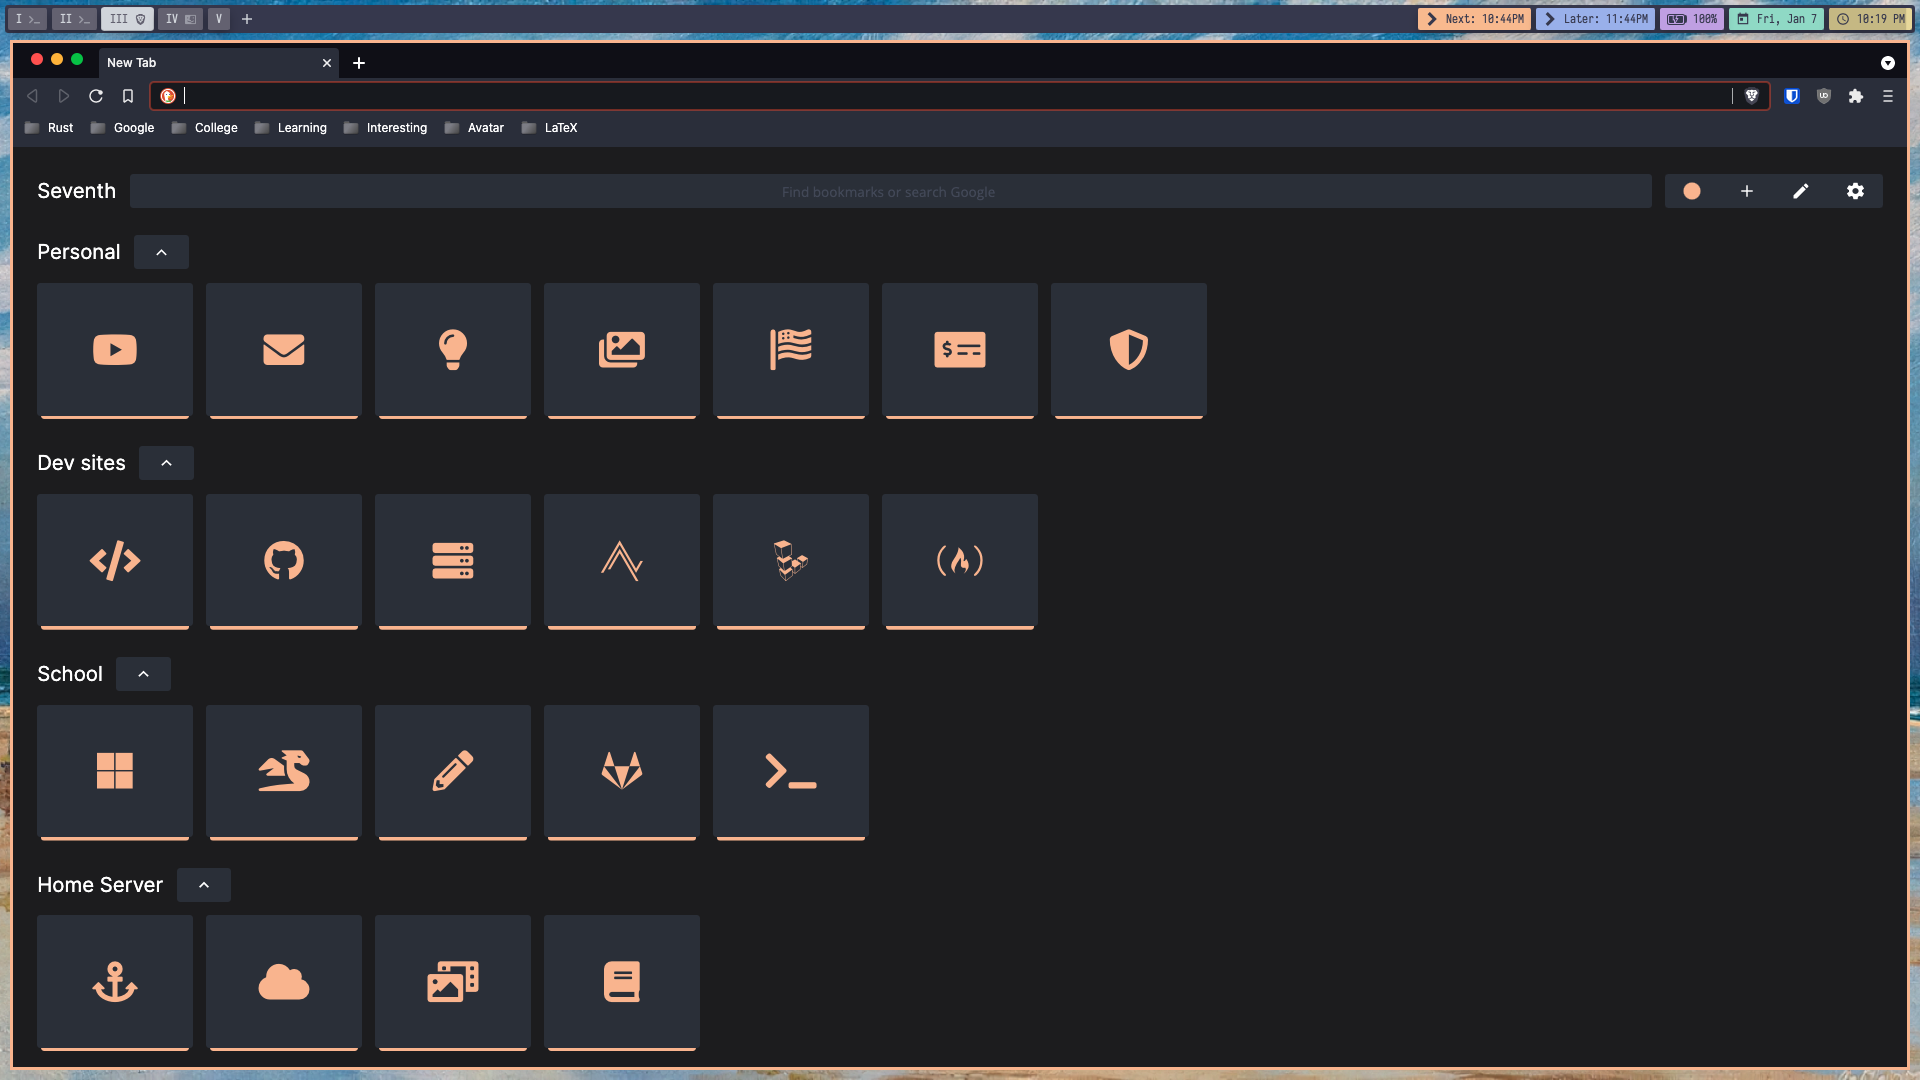 I II III IV V + Next: 10:44PM Later: 11:44PM 100% Fri, Jan 7 10:19 PM
New Tab
Rust Google College Learning Interesting Avatar LaTeX
Seventh Find bookmarks or search Google
Personal
Dev sites
School
Home Server